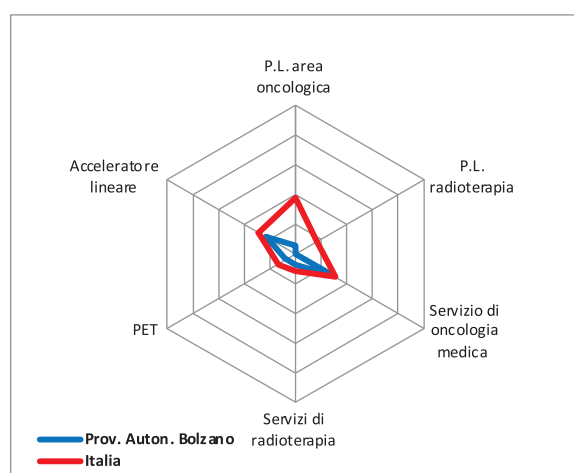 P.L. area
oncologica
P.L.
radioterapia
Servizio di
oncologia
medica
Servizi di
radioterapia
PET
Acceleratore
lineare
Prov. Auton. Bolzano
Italia